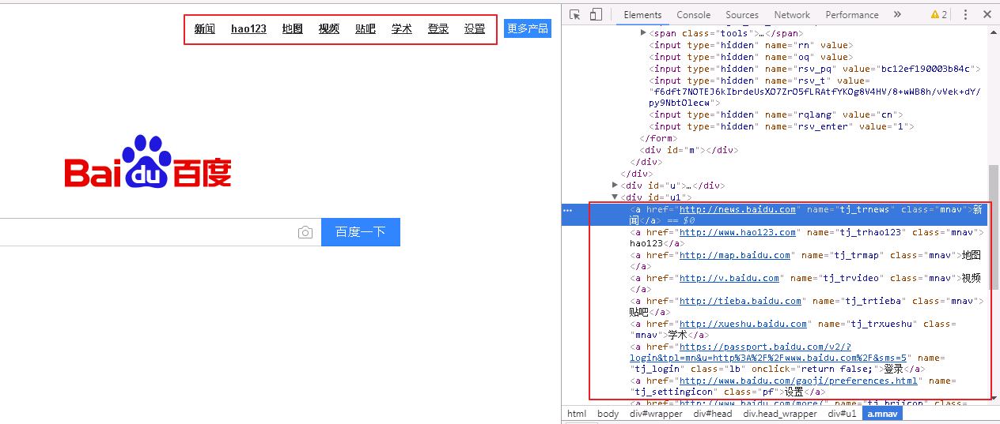 新闻 hao123 地图 视频 贴吧 学术 登录 设置 更多产品
Bai du 百度
百度一下
Elements Console Sources Network Performance » 2
<span class="tools">…</span>
<input type="hidden" name="rn" value>
<input type="hidden" name="oq" value>
<input type="hidden" name="rsv_pq" value="bc12ef190003b84c">
<input type="hidden" name="rsv_t" value=
"f6dft7NOTEJ6kIbrdeUsXO7ZrO5fLRAtfYKOg8V4HV/8+wWB8h/vVek+dY/
py9NbtOlecw">
<input type="hidden" name="rqlang" value="cn">
<input type="hidden" name="rsv_enter" value="1">
</form>
<div id="m"></div>
</div>
</div>
<div id="u">…</div>
<div id="u1">
<a href="http://news.baidu.com" name="tj_trnews" class="mnav">新
闻</a> == $0
<a href="http://www.hao123.com" name="tj_trhao123" class="mnav">
hao123</a>
<a href="http://map.baidu.com" name="tj_trmap" class="mnav">地图
</a>
<a href="http://v.baidu.com" name="tj_trvideo" class="mnav">视频
</a>
<a href="http://tieba.baidu.com" name="tj_trtieba" class="mnav">
贴吧</a>
<a href="http://xueshu.baidu.com" name="tj_trxueshu" class=
"mnav">学术</a>
<a href="https://passport.baidu.com/v2/?
login&tpl=mn&u=http%3A%2F%2Fwww.baidu.com%2F&sms=5" name=
"tj_login" class="lb" onclick="return false;">登录</a>
<a href="http://www.baidu.com/gaoji/preferences.html" name=
"tj_settingicon" class="pf">设置</a>
<a href="http://www.baidu.com/more/" name="tj_briicon" class=
html body div#wrapper div#head div.head_wrapper div#u1 a.mnav